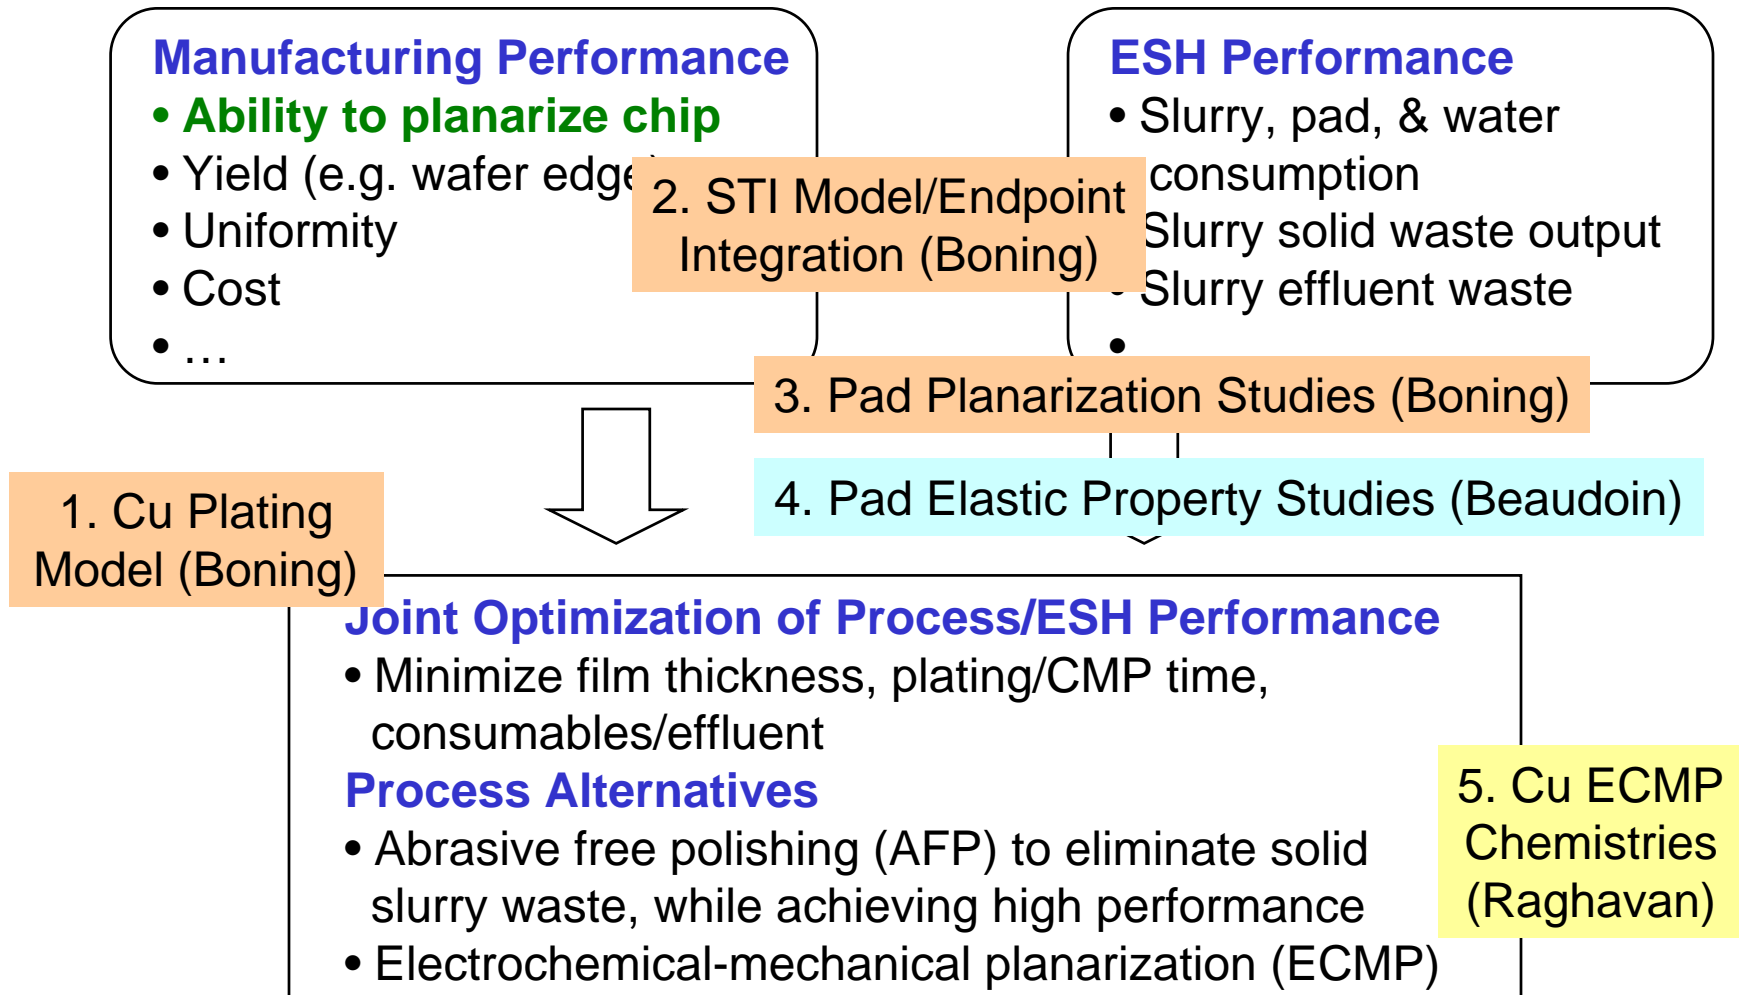 Manufacturing Performance
• Ability to planarize chip
• Yield (e.g. wafer edge)
• Uniformity
• Cost
• …
ESH Performance
• Slurry, pad, & water
consumption
• Slurry solid waste output
• Slurry effluent waste
•
2. STI Model/Endpoint
Integration (Boning)
3. Pad Planarization Studies (Boning)
4. Pad Elastic Property Studies (Beaudoin)
1. Cu Plating
Model (Boning)
Joint Optimization of Process/ESH Performance
• Minimize film thickness, plating/CMP time,
consumables/effluent
Process Alternatives
• Abrasive free polishing (AFP) to eliminate solid
slurry waste, while achieving high performance
• Electrochemical-mechanical planarization (ECMP)
5. Cu ECMP
Chemistries
(Raghavan)